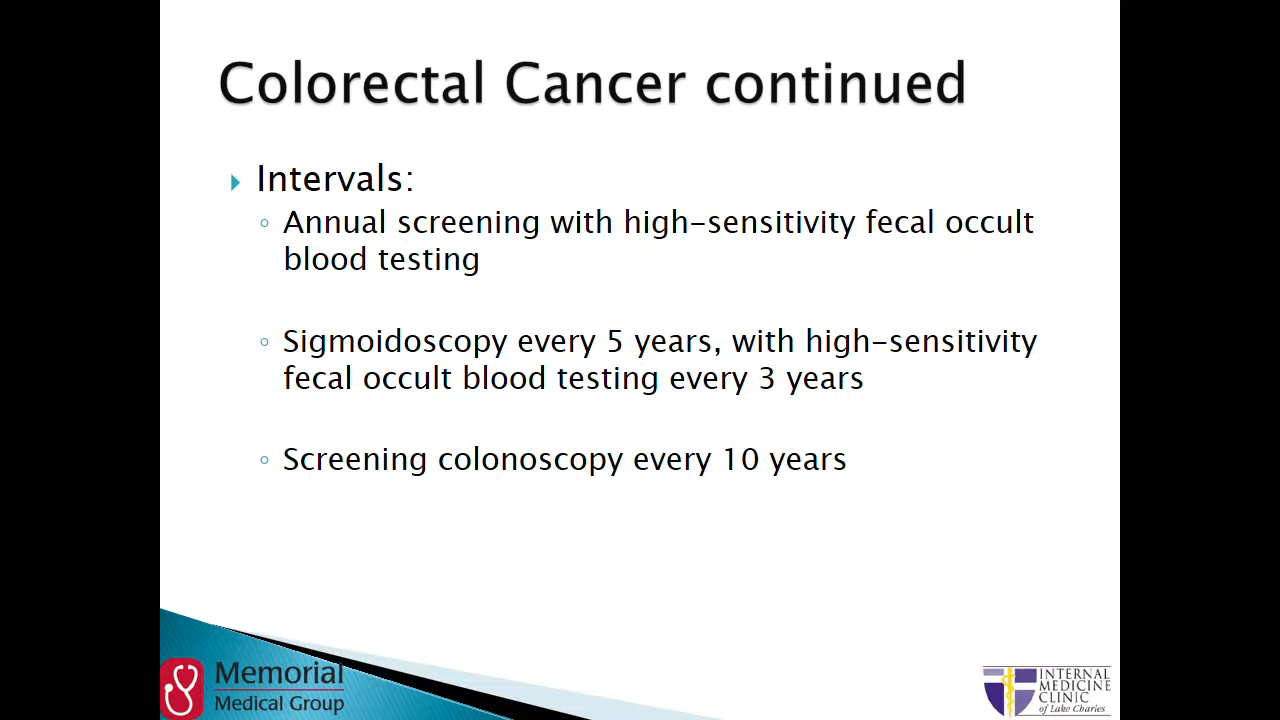 Colorectal Cancer continued
Intervals:
Annual screening with high-sensitivity fecal occult
blood testing
Sigmoidoscopy every 5 years, with high-sensitivity
fecal occult blood testing every 3 years
Screening colonoscopy every 10 years
Memorial
Medical Group
INTERNAL
MEDICINE
CLINIC
of Lake Charles